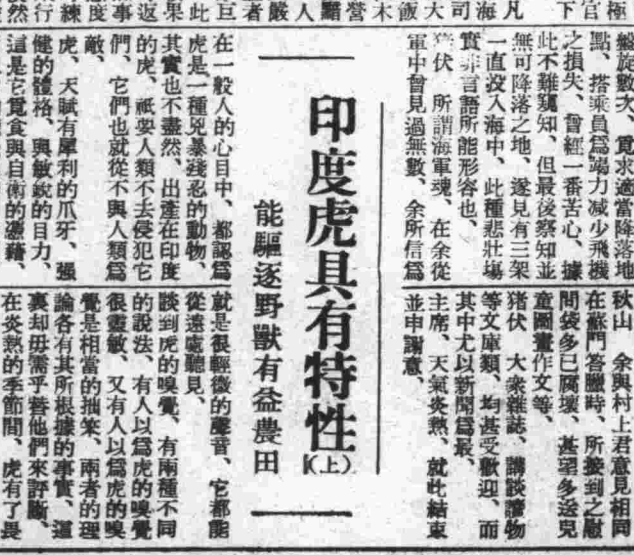 盤旋數次、覓求適當降落地
點、搭乘員爲竭力減少飛機
之損失、曾經一番苦心、據
此不難窺知、但最後察知並
無可降落之地、遂見有三架
一直投入海中、此種悲壯場
實非言語所能形容也、
猪伏　所謂海軍魂、在余從
軍中曾見過無數、余所信爲
秋山　余與村上君意見相同
在蘇門答臘時、所接到之慰
問袋多已腐壞、甚望多送兒
童圖畫作文等、
猪伏　大衆雜誌、講談讀物
等文庫類、均甚受歡迎、而
其中尤以新聞爲最、
主席、天氣炎熱、就此結束
並申謝意、
印度虎具有特性(上)
能驅逐野獸有益農田
在一般人的心目中、都認爲
虎是一種兇暴殘忍的動物、
其實也不盡然、出產在印度
的虎、祇要人類不去侵犯它
們、它們也就從不與人類爲
敵、
虎、天賦有犀利的爪牙、强
健的體格、與敏銳的目力、
這是它覓食與自衛的憑藉、
就是很輕微的聲音、它都能
從遠處聽見、
談到虎的嗅覺、有兩種不同
的說法、有人以爲虎的嗅覺
很靈敏、又有人以爲虎的嗅
覺是相當的拙笨、兩者的理
論各有其所根據的事實、這
裏却毋需乎替他們來評斷、
在炎熱的季節間、虎有了畏